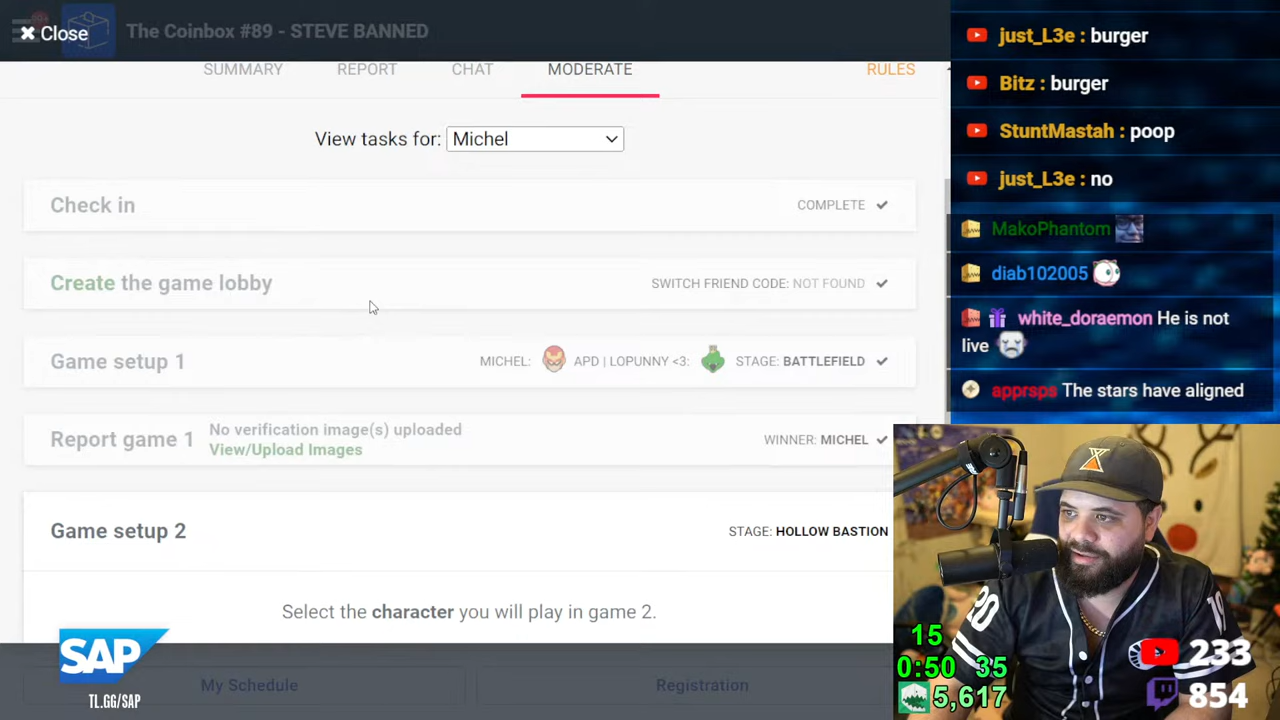 Close
The Coinbox #89 - STEVE BANNED
SUMMARY
REPORT
CHAT
MODERATE
RULES
View tasks for: Michel
Check in
COMPLETE
Create the game lobby
SWITCH FRIEND CODE: NOT FOUND
Game setup 1
MICHEL: APD | LOPUNNY <3: STAGE: BATTLEFIELD
Report game 1
No verification image(s) uploaded
View/Upload Images
WINNER: MICHEL
Game setup 2
STAGE: HOLLOW BASTION
Select the character you will play in game 2.
My Schedule
Registration
SAP
TL.GG/SAP
just_L3e : burger
Bitz : burger
StuntMastah : poop
just_L3e : no
MakoPhantom
diab102005
white_doraemon He is not
live
apprsps The stars have aligned
15
0:50 35
5,617
233
854
20
19